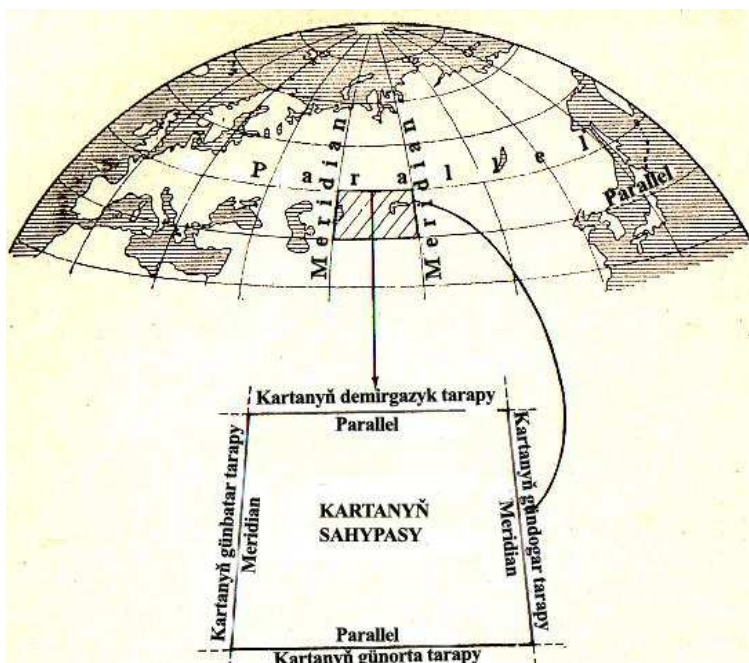 Parallel
Meridian
Meridian
Parallel
Kartanyň demirgazyk tarapy
Parallel
Kartanyň günbatar tarapy
Meridian
KARTANYŇ
SAHYPASY
Meridian
Kartanyň gündogar tarapy
Parallel
Kartanyň günorta tarapy